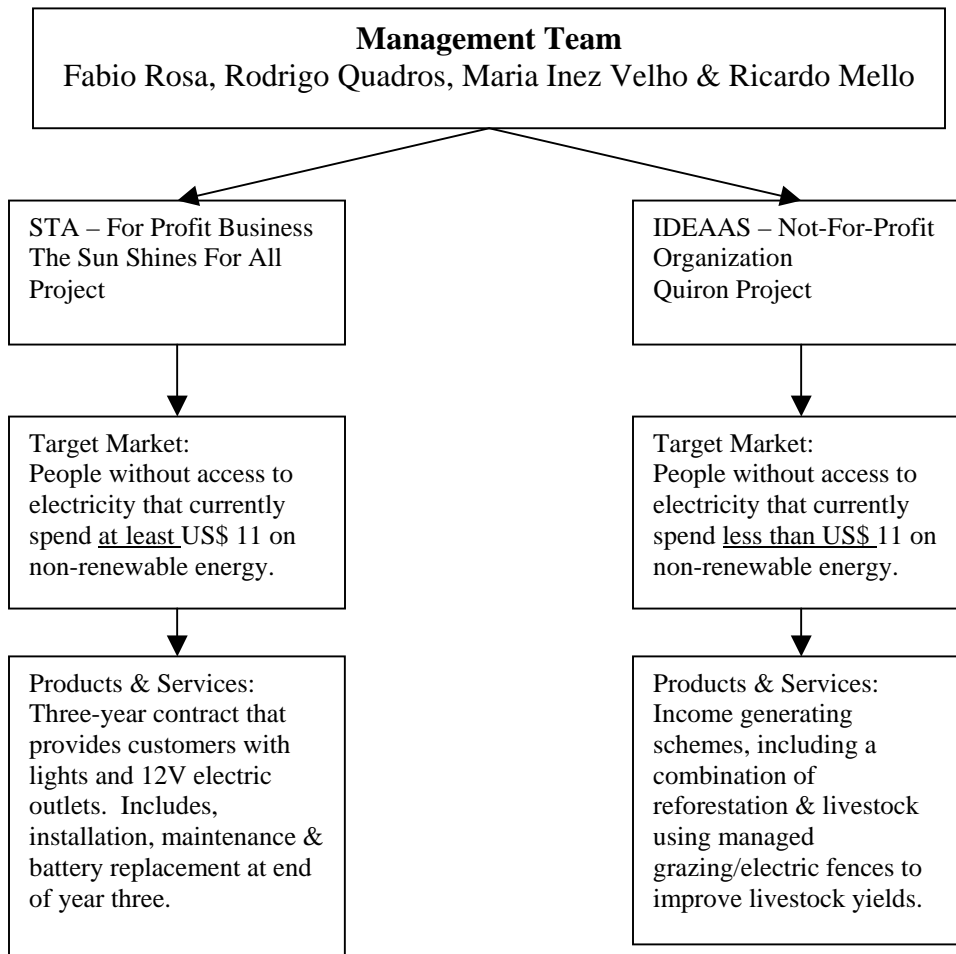 Management Team
Fabio Rosa, Rodrigo Quadros, Maria Inez Velho & Ricardo Mello
STA – For Profit Business
The Sun Shines For All
Project
IDEAAS – Not-For-Profit
Organization
Quiron Project
Target Market:
People without access to
electricity that currently
spend at least US$ 11 on
non-renewable energy.
Target Market:
People without access to
electricity that currently
spend less than US$ 11 on
non-renewable energy.
Products & Services:
Three-year contract that
provides customers with
lights and 12V electric
outlets.  Includes,
installation, maintenance &
battery replacement at end
of year three.
Products & Services:
Income generating
schemes, including a
combination of
reforestation & livestock
using managed
grazing/electric fences to
improve livestock yields.